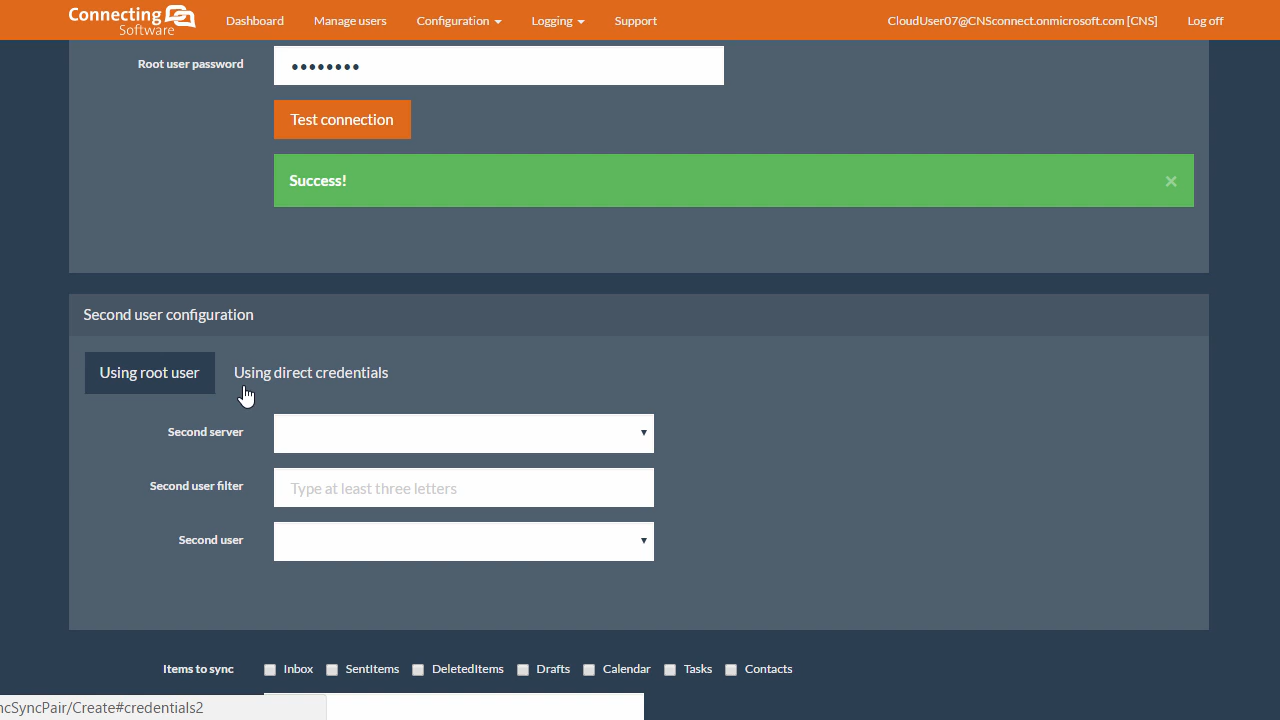 Connecting Software
Dashboard Manage users Configuration Logging Support CloudUser07@CNSconnect.onmicrosoft.com [CNS] Log off
Root user password ••••••••
Test connection
Success! ×
Second user configuration
Using root user Using direct credentials
Second server
Second user filter Type at least three letters
Second user
Items to sync Inbox SentItems DeletedItems Drafts Calendar Tasks Contacts
ncSyncPair/Create#credentials2